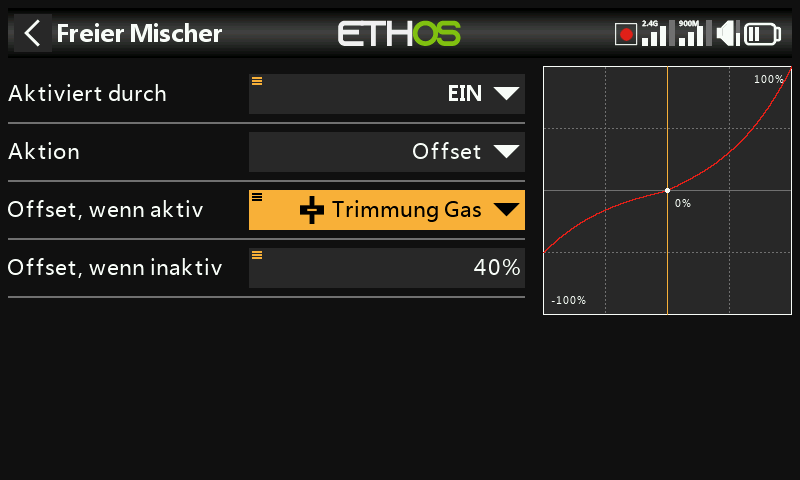 Freier Mischer
ETHOS
2.4G
900M
Aktiviert durch
EIN
Aktion
Offset
Offset, wenn aktiv
Trimmung Gas
Offset, wenn inaktiv
40%
100%
0%
-100%